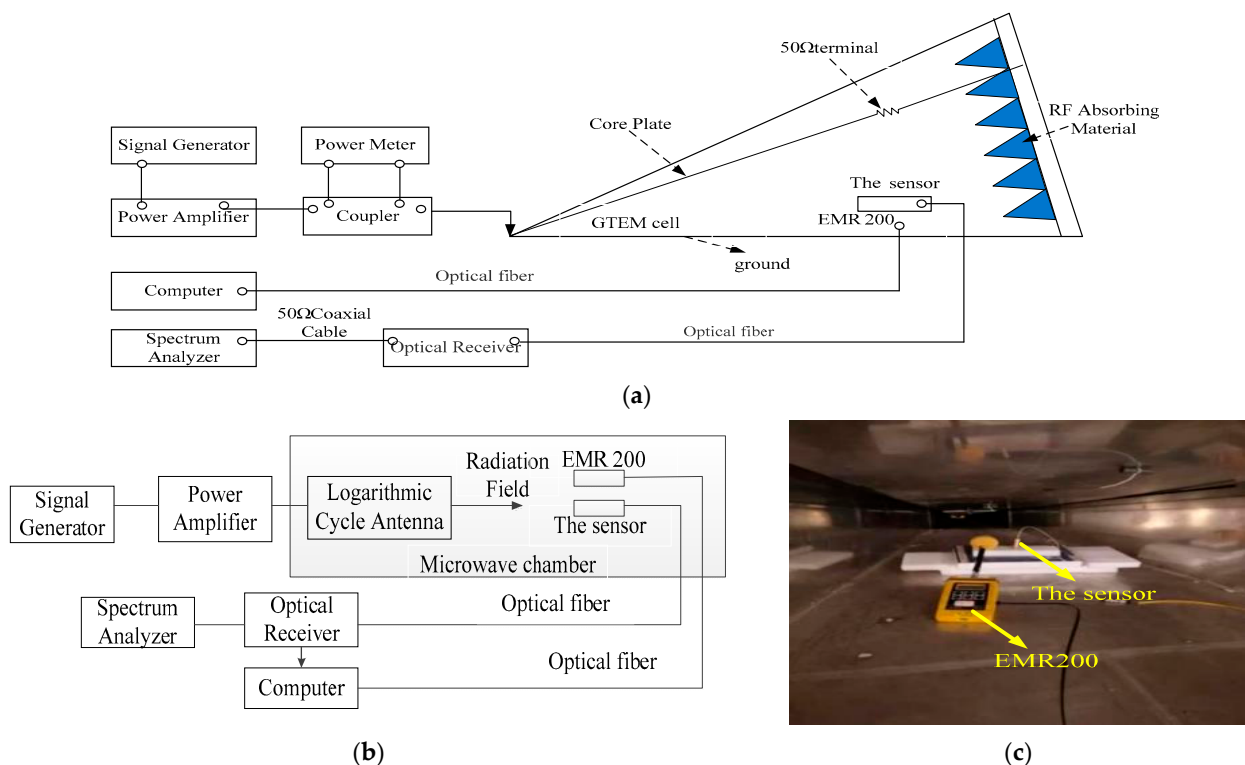 50Ωterminal
RF Absorbing
Material
Core Plate
Signal Generator
Power Meter
The sensor
Power Amplifier
Coupler
EMR 200
GTEM cell
ground
Optical fiber
Computer
50ΩCoaxial
Cable
Optical fiber
Spectrum
Analyzer
Optical Receiver
(a)
Radiation
Field
EMR 200
Signal
Generator
Power
Amplifier
Logarithmic
Cycle Antenna
The sensor
Microwave chamber
Spectrum
Analyzer
Optical
Receiver
Optical fiber
Optical fiber
Computer
(b)
The sensor
EMR200
(c)